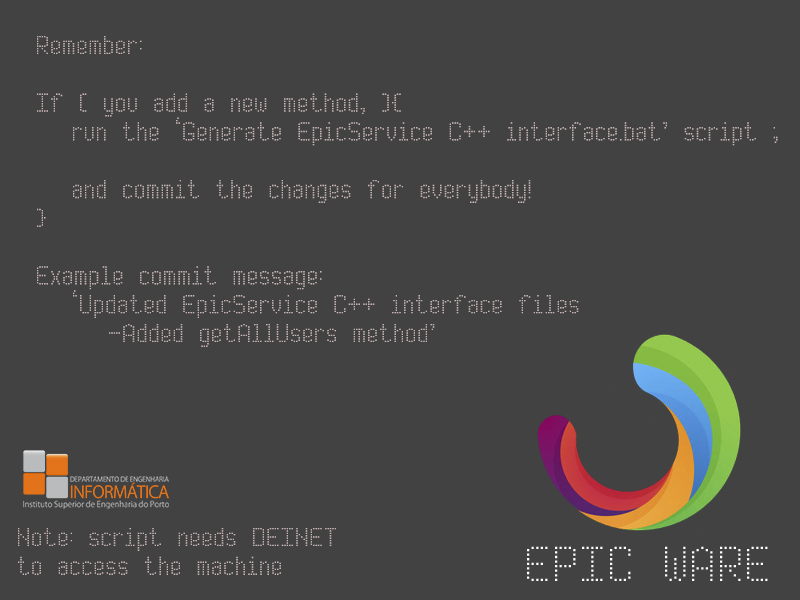 Remember:
If ( you add a new method, ){
run the 'Generate EpicService C++ interface.bat' script ;
and commit the changes for everybody!
}
Example commit message:
'Updated EpicService C++ interface files
-Added getAllUsers method'
DEPARTAMENTO DE ENGENHARIA
INFORMÁTICA
Instituto Superior de Engenharia do Porto
Note: script needs DEINET
to access the machine
EPIC WARE